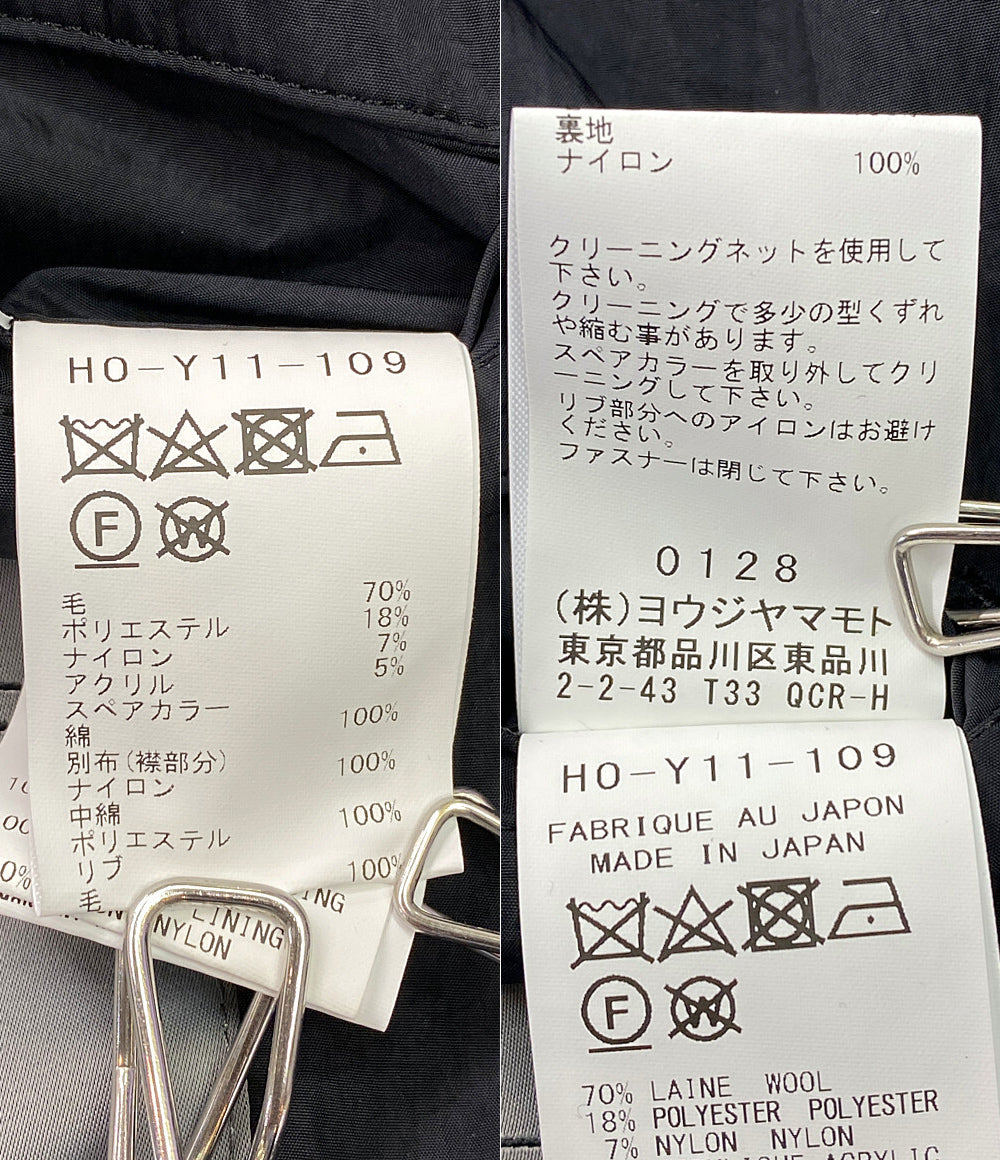 HO-Y11-109
F
W
毛 70%
ポリエステル 18%
ナイロン 7%
アクリル 5%
スペアカラー
綿 100%
別布(襟部分)
ナイロン 100%
中綿
ポリエステル 100%
リブ
毛 100%
LINING
NYLON
ING
0%
裏地
ナイロン 100%
クリーニングネットを使用して
下さい。
クリーニングで多少の型くずれ
や縮む事があります。
スペアカラーを取り外してクリ
ーニングして下さい。
リブ部分へのアイロンはお避け
ください。
ファスナーは閉じて下さい。
0128
(株)ヨウジヤマモト
東京都品川区東品川
2-2-43 T33 QCR-H
HO-Y11-109
FABRIQUE AU JAPON
MADE IN JAPAN
F
W
70% LAINE WOOL
18% POLYESTER POLYESTER
7% NYLON NYLON
ACRYLIC